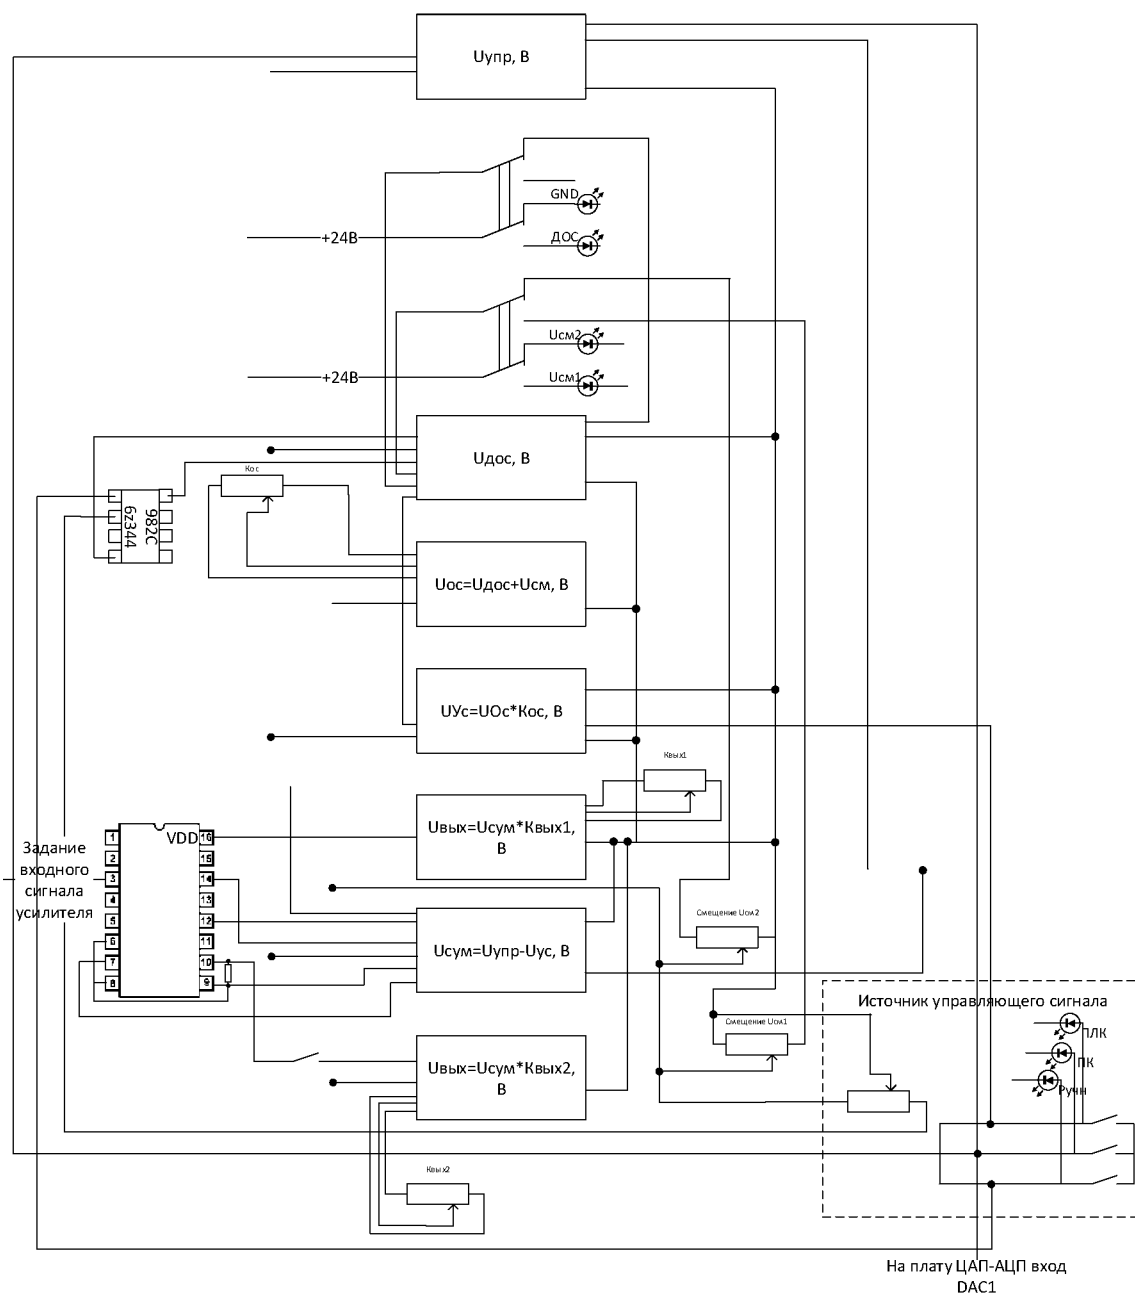 Uупр, В
GND
+24В
ДОС
Uсм2
+24В
Uсм1
Uдос, В
Кос
982C
6z344
Uос=Uдос+Uсм, В
UУс=UОс*Кос, В
Квых1
Uвых=Uсум*Квых1,
В
Задание
входного
сигнала
усилителя
VDD
1
2
3
4
5
6
7
8
16
15
14
13
12
11
10
9
Смещение Uсм2
Uсум=Uупр-Uус, В
Источник управляющего сигнала
Смещение Uсм1
ПЛК
ПК
Ручн
Uвых=Uсум*Квых2,
В
Квых2
На плату ЦАП-АЦП вход
DAC1